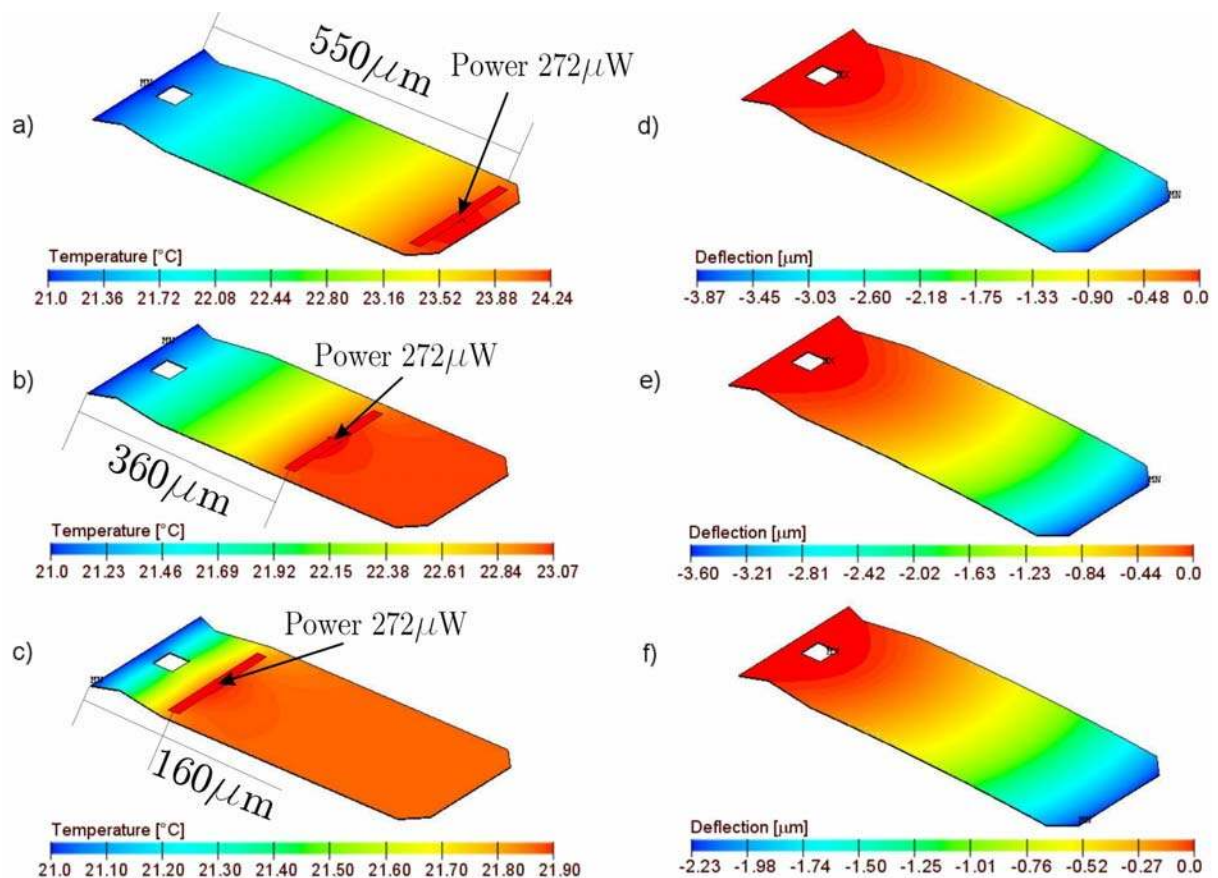 550μm
Power 272μW
MN
a)
Temperature [°C]
21.0 21.36 21.72 22.08 22.44 22.80 23.16 23.52 23.88 24.24
d)
MN
Deflection [μm]
-3.87 -3.45 -3.03 -2.60 -2.18 -1.75 -1.33 -0.90 -0.48 0.0
b)
Power 272μW
360μm
Temperature [°C]
21.0 21.23 21.46 21.69 21.92 22.15 22.38 22.61 22.84 23.07
e)
MN
Deflection [μm]
-3.60 -3.21 -2.81 -2.42 -2.02 -1.63 -1.23 -0.84 -0.44 0.0
c)
Power 272μW
160μm
Temperature [°C]
21.0 21.10 21.20 21.30 21.40 21.50 21.60 21.70 21.80 21.90
f)
Deflection [μm]
-2.23 -1.98 -1.74 -1.50 -1.25 -1.01 -0.76 -0.52 -0.27 0.0